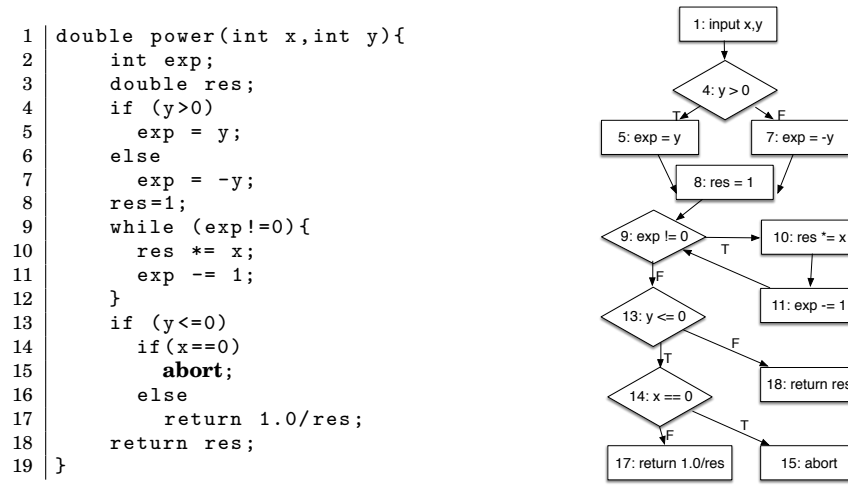 1 double power(int x,int y){
2 int exp;
3 double res;
4 if (y>0)
5 exp = y;
6 else
7 exp = -y;
8 res=1;
9 while (exp!=0){
10 res *= x;
11 exp -= 1;
12 }
13 if (y<=0)
14 if(x==0)
15 abort;
16 else
17 return 1.0/res;
18 return res;
19 }
1: input x,y
4: y > 0
T
F
5: exp = y
7: exp = -y
8: res = 1
9: exp != 0
T
10: res *= x
F
11: exp -= 1
13: y <= 0
F
T
18: return res
14: x == 0
T
F
17: return 1.0/res
15: abort